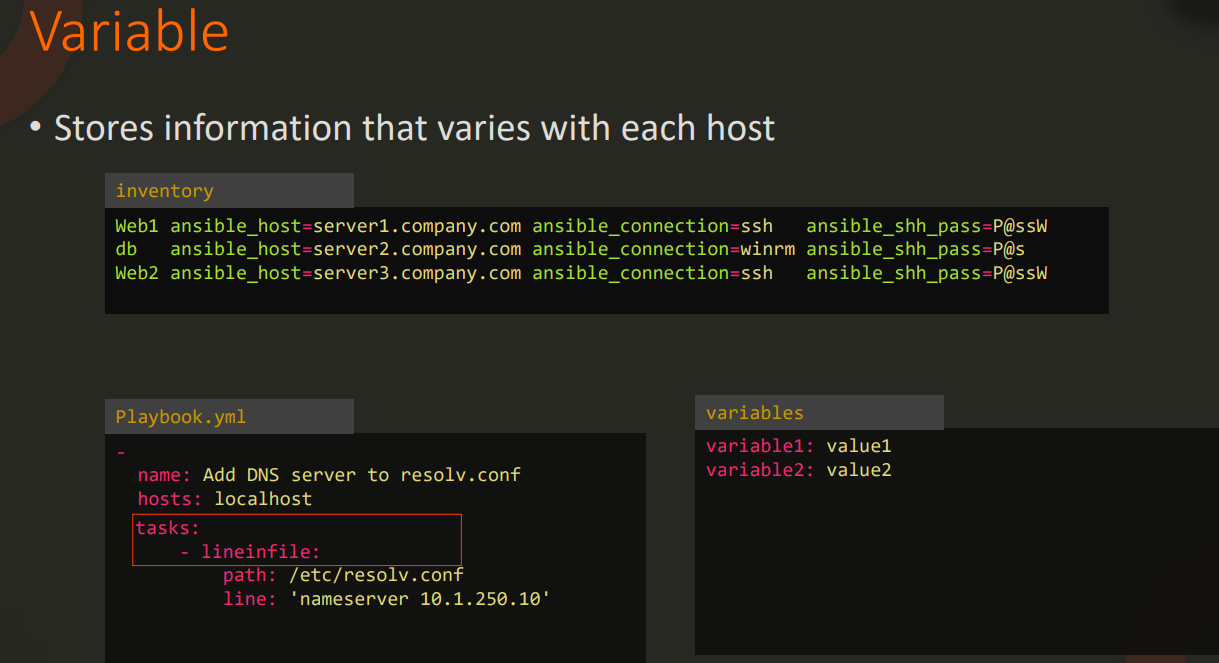 Variable
• Stores information that varies with each host
inventory
Web1 ansible_host=server1.company.com ansible_connection=ssh   ansible_shh_pass=P@ssW
db   ansible_host=server2.company.com ansible_connection=winrm ansible_shh_pass=P@s
Web2 ansible_host=server3.company.com ansible_connection=ssh   ansible_shh_pass=P@ssW
Playbook.yml
-
  name: Add DNS server to resolv.conf
  hosts: localhost
  tasks:
      - lineinfile:
          path: /etc/resolv.conf
          line: 'nameserver 10.1.250.10'
variables
variable1: value1
variable2: value2